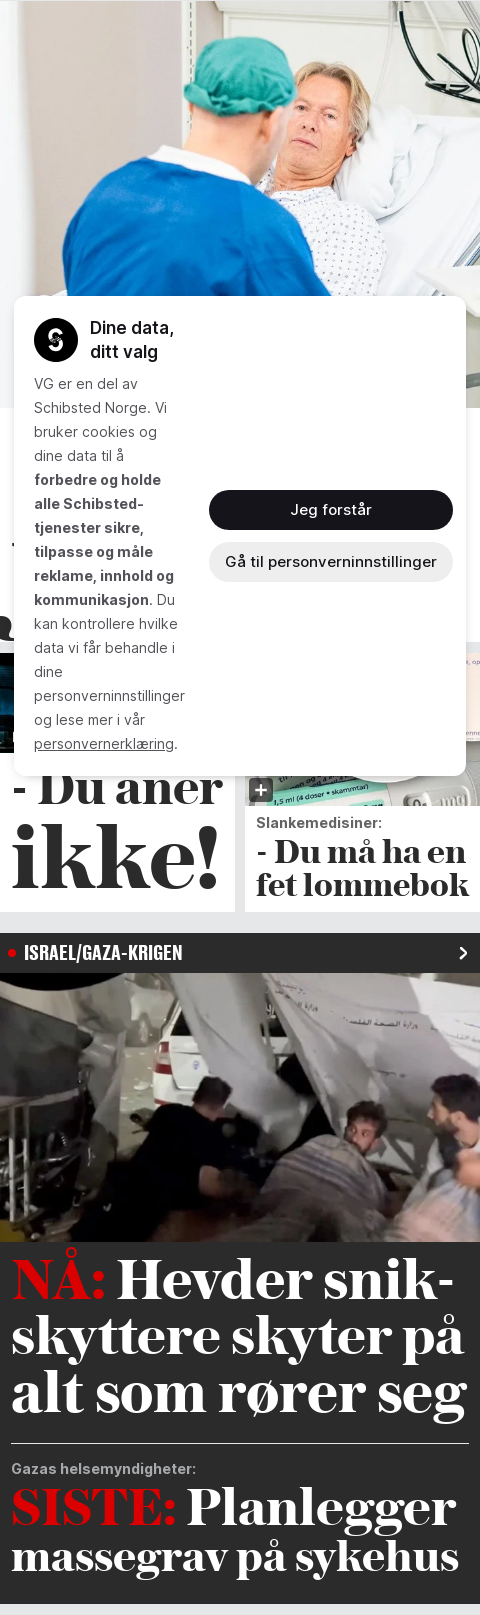 Dine data,
ditt valg
VG er en del av
Schibsted Norge. Vi
bruker cookies og
dine data til å
forbedre og holde
alle Schibsted-
tjenester sikre,
tilpasse og måle
reklame, innhold og
kommunikasjon. Du
kan kontrollere hvilke
data vi får behandle i
dine
personverninnstillinger
og lese mer i vår
personvernerklæring.
Jeg forstår
Gå til personverninnstillinger
- Du aner
ikke!
1,5 ml (4 doser • skammtar)
Slankemedisiner:
- Du må ha en
fet lommebok
ISRAEL/GAZA-KRIGEN
وزارة الصحة
NÅ: Hevder snik-
skyttere skyter på
alt som rører seg
Gazas helsemyndigheter:
SISTE: Planlegger
massegrav på sykehus